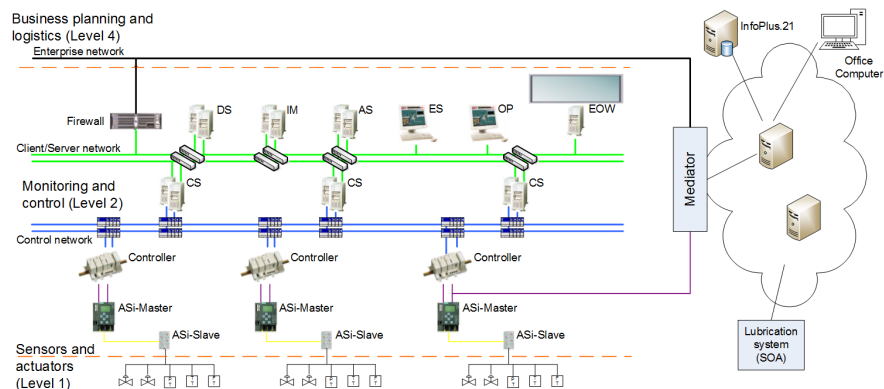 Business planning and
logistics (Level 4)
Enterprise network
InfoPlus.21
Office
Computer
Firewall
DS
IM
AS
ES
OP
EOW
Client/Server network
Monitoring and
control (Level 2)
CS
CS
CS
Mediator
Control network
Controller
Controller
Controller
ASi-Master
ASi-Master
ASi-Master
ASi-Slave
ASi-Slave
ASi-Slave
Lubrication
system
(SOA)
Sensors and
actuators
(Level 1)